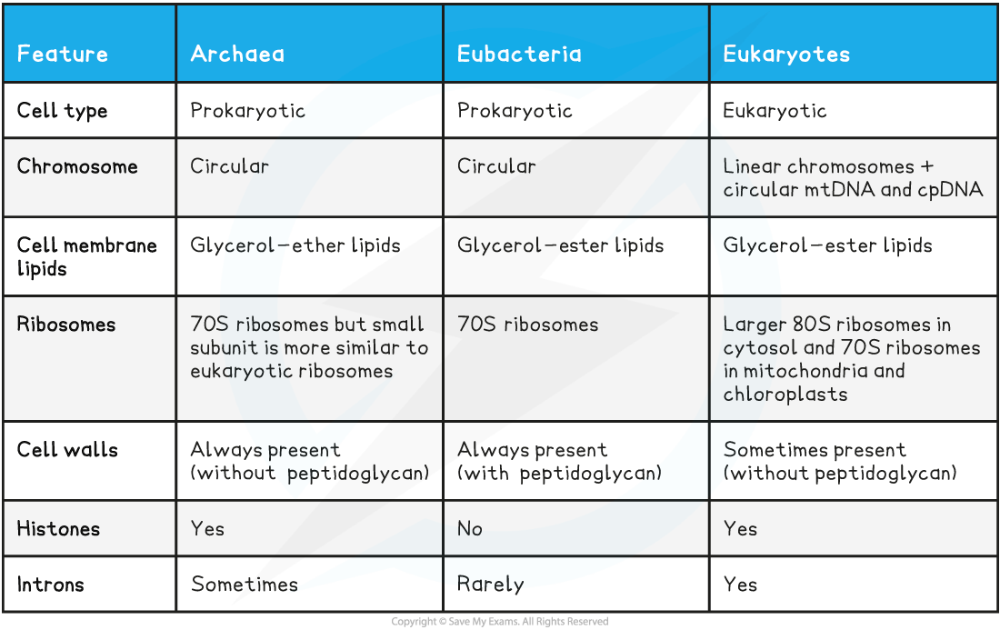 Feature Archaea Eubacteria Eukaryotes
Cell type Prokaryotic Prokaryotic Eukaryotic
Chromosome Circular Circular Linear chromosomes +
circular mtDNA and cpDNA
Cell membrane Glycerol–ether lipids Glycerol–ester lipids Glycerol–ester lipids
lipids
Ribosomes 70S ribosomes but small 70S ribosomes Larger 80S ribosomes in
subunit is more similar to cytosol and 70S ribosomes
eukaryotic ribosomes in mitochondria and
chloroplasts
Cell walls Always present Always present Sometimes present
(without peptidoglycan) (with peptidoglycan) (without peptidoglycan)
Histones Yes No Yes
Introns Sometimes Rarely Yes
Copyright © Save My Exams. All Rights Reserved